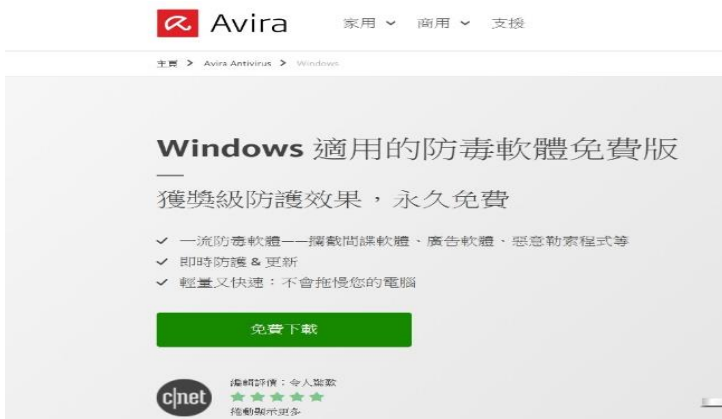 Avira
家用 商用 支援
主頁 > Avira Antivirus > Windows
Windows 適用的防毒軟體免費版
獲獎級防護效果，永久免費
一流防毒軟體——攔截間諜軟體、廣告軟體、惡意勒索程式等
即時防護 & 更新
輕量又快速：不會拖慢您的電腦
免費下載
c|net
編輯評價：令人驚歎
捲動顯示更多